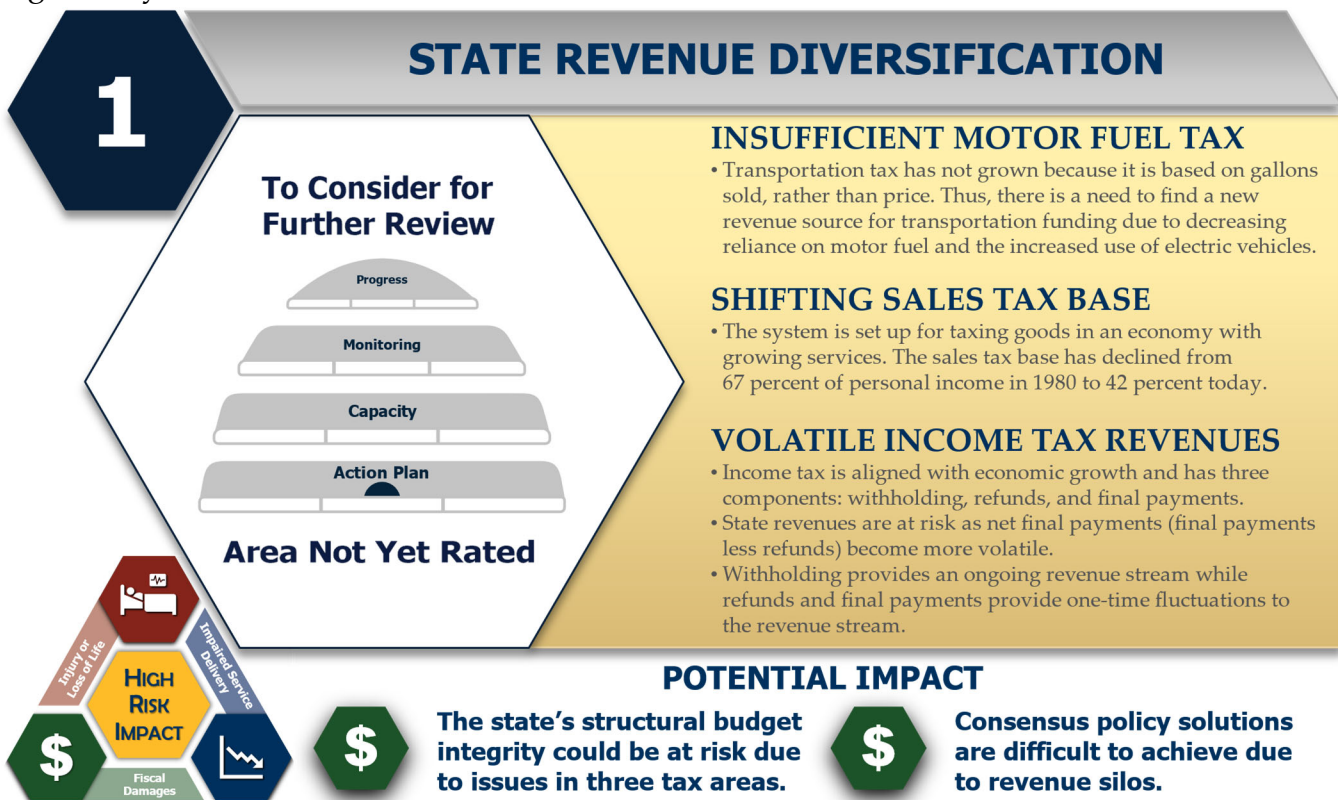 1
STATE REVENUE DIVERSIFICATION
To Consider for
Further Review
Progress
Monitoring
Capacity
Action Plan
Area Not Yet Rated
INSUFFICIENT MOTOR FUEL TAX
• Transportation tax has not grown because it is based on gallons
sold, rather than price. Thus, there is a need to find a new
revenue source for transportation funding due to decreasing
reliance on motor fuel and the increased use of electric vehicles.
SHIFTING SALES TAX BASE
• The system is set up for taxing goods in an economy with
growing services. The sales tax base has declined from
67 percent of personal income in 1980 to 42 percent today.
VOLATILE INCOME TAX REVENUES
• Income tax is aligned with economic growth and has three
components: withholding, refunds, and final payments.
• State revenues are at risk as net final payments (final payments
less refunds) become more volatile.
• Withholding provides an ongoing revenue stream while
refunds and final payments provide one-time fluctuations to
the revenue stream.
Injury or
Loss of Life
Impaired Service
Delivery
HIGH
RISK
IMPACT
$
Fiscal
Damages
POTENTIAL IMPACT
$
The state's structural budget
integrity could be at risk due
to issues in three tax areas.
$
Consensus policy solutions
are difficult to achieve due
to revenue silos.